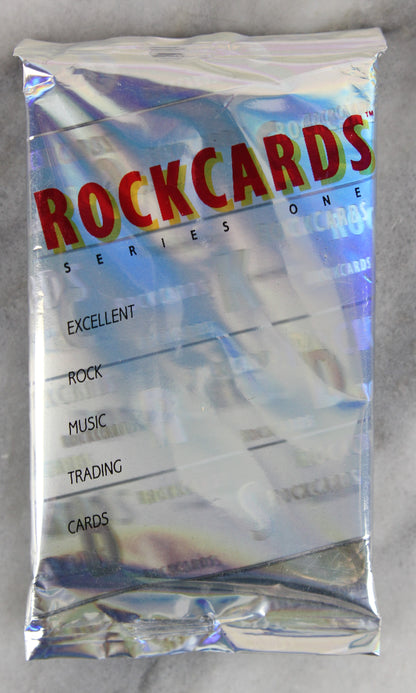 ROCKCARDS™
SERIES ONE
EXCELLENT
ROCK
MUSIC
TRADING
CARDS